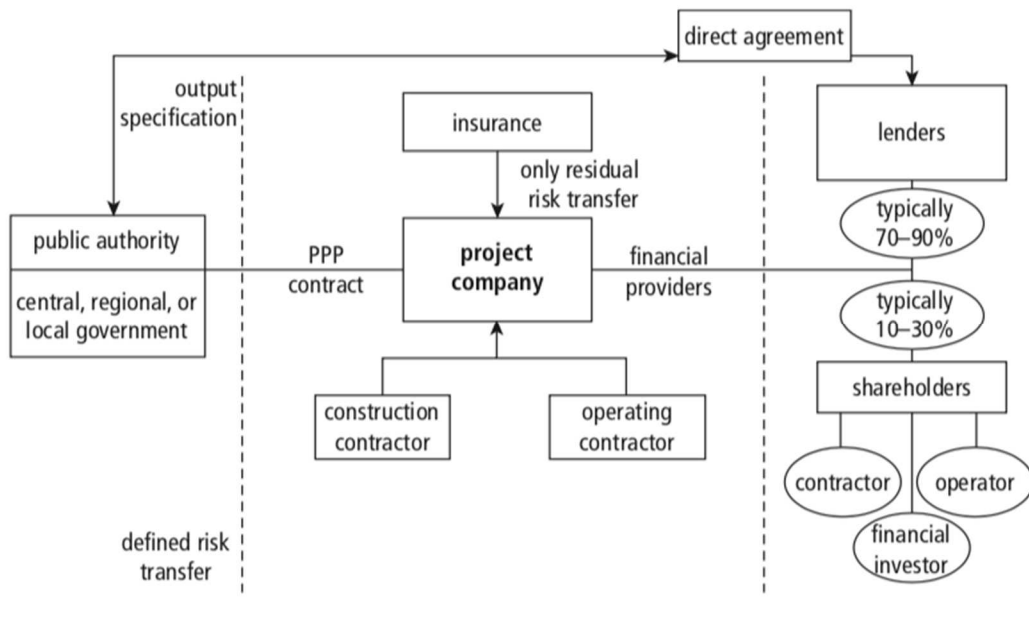 direct agreement
output
specification
insurance
lenders
only residual
risk transfer
typically
70–90%
public authority
PPP
contract
project
company
financial
providers
central, regional, or
local government
typically
10–30%
shareholders
construction
contractor
operating
contractor
contractor
operator
financial
investor
defined risk
transfer